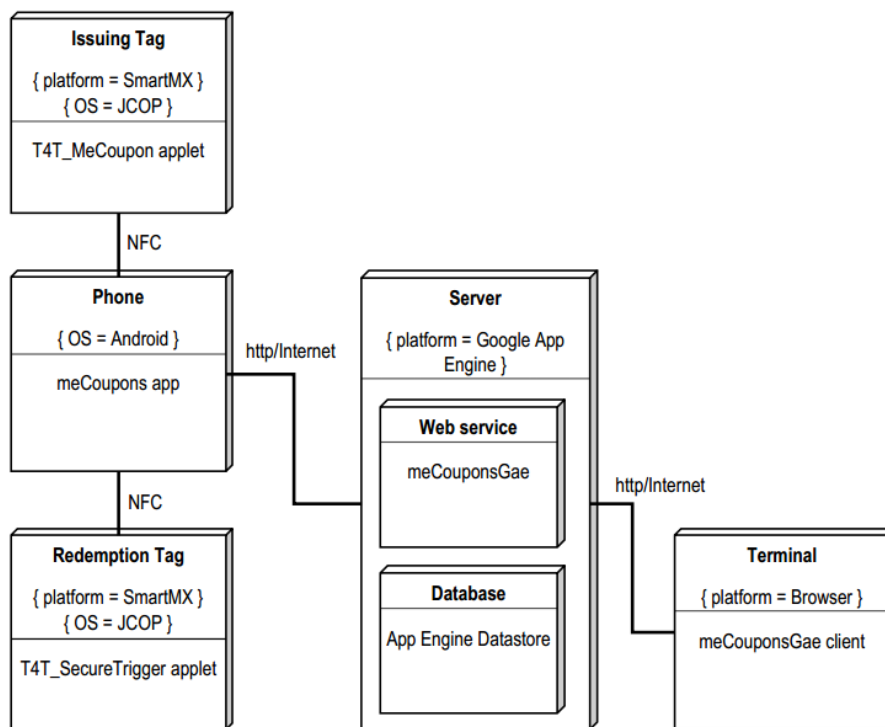 Issuing Tag
{ platform = SmartMX }
{ OS = JCOP }
T4T_MeCoupon applet
NFC
Phone
{ OS = Android }
meCoupons app
http/Internet
Server
{ platform = Google App
Engine }
Web service
meCouponsGae
Database
App Engine Datastore
http/Internet
NFC
Redemption Tag
{ platform = SmartMX }
{ OS = JCOP }
T4T_SecureTrigger applet
Terminal
{ platform = Browser }
meCouponsGae client